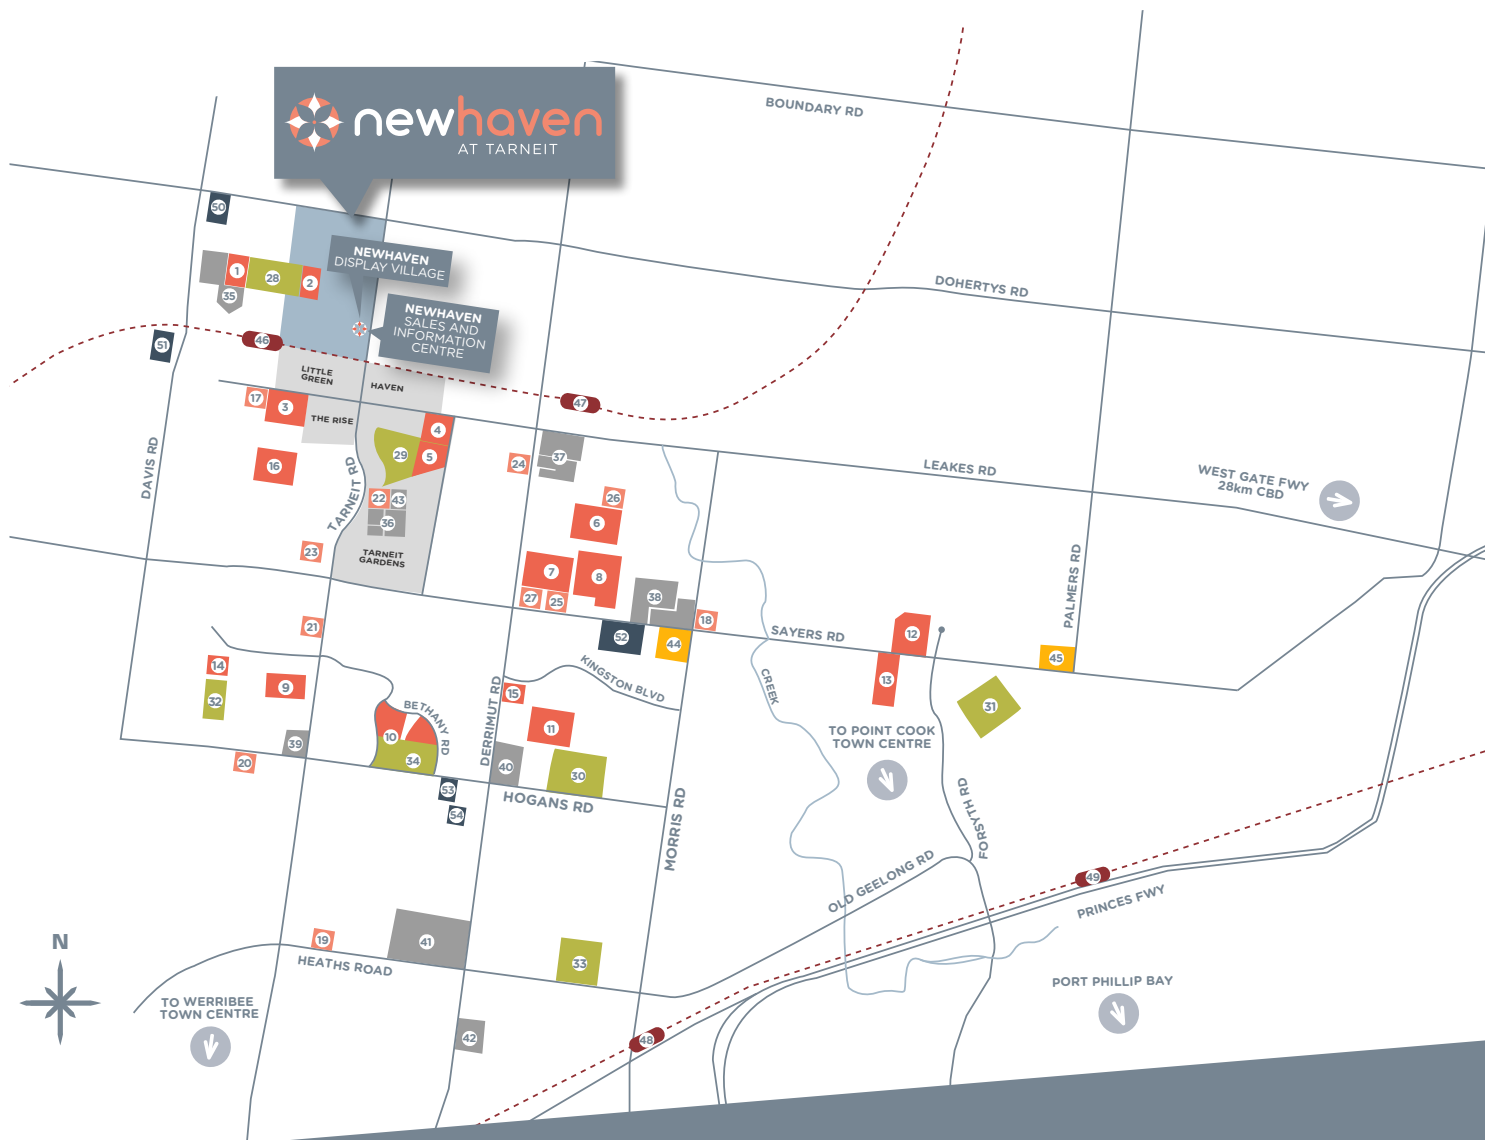 newhaven
AT TARNEIT
BOUNDARY RD
50
NEWHAVEN
DISPLAY VILLAGE
1
28
2
35
DOHERTYS RD
NEWHAVEN
SALES AND
INFORMATION
CENTRE
51
46
LITTLE
GREEN
HAVEN
17
3
THE RISE
47
4
29
5
24
37
16
DAVIS RD
TARNEIT RD
22
43
36
26
6
LEAKES RD
WEST GATE FWY
28km CBD
23
TARNEIT
GARDENS
7
8
27
25
38
18
PALMERS RD
21
52
44
SAYERS RD
12
45
14
9
32
KINGSTON BLVD
CREEK
13
31
15
DERRIMUT RD
BETHANY RD
10
34
11
39
20
40
30
TO POINT COOK
TOWN CENTRE
53
54
HOGANS RD
MORRIS RD
FORSYTH RD
OLD GEELONG RD
49
PRINCES FWY
19
41
33
HEATHS ROAD
N
TO WERRIBEE
TOWN CENTRE
PORT PHILLIP BAY
42
48